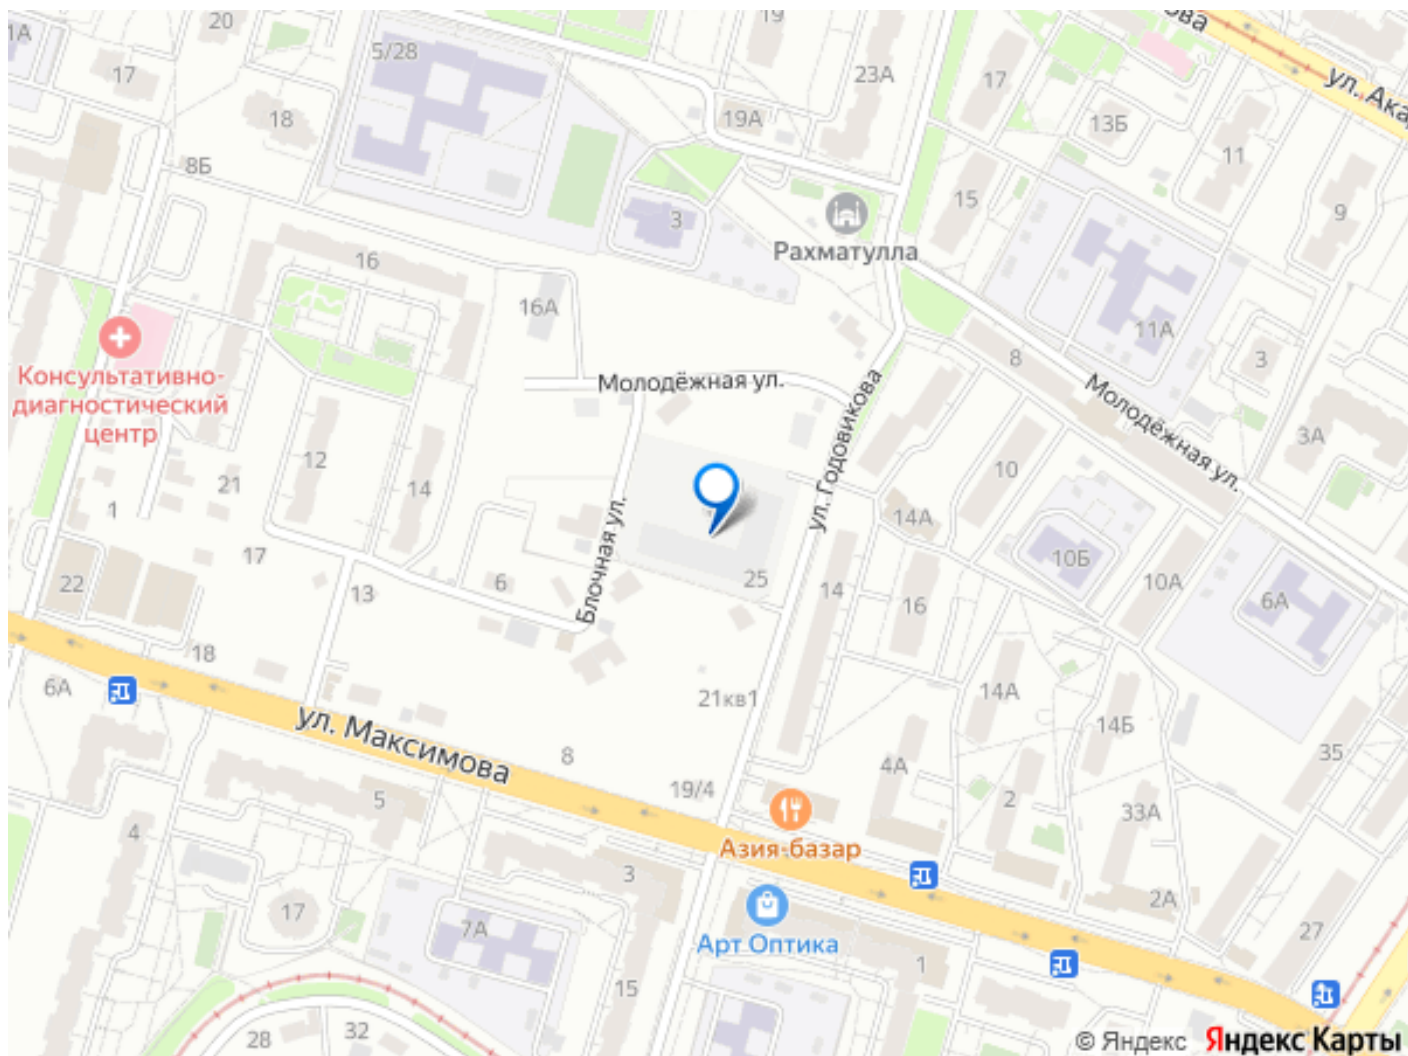 1А
20
19
5/28
17
23А
17
ова
ул. Ака
18
19А
13Б
11
8Б
15
9
3
Рахматулла
16
16А
11А
8
3
Консультативно-
диагностический
центр
Молодёжная ул.
ул. Годовикова
Молодёжная ул.
3А
12
14
10
21
1
14А
Блочная ул.
17
25
10Б
10А
22
13
6
14
16
6А
18
6А
21кв1
14А
14Б
ул. Максимова
8
4А
35
19/4
5
2
33А
4
Азия-базар
3
2А
17
7А
Арт Оптика
27
1
15
28
32
© Яндекс Яндекс Карты